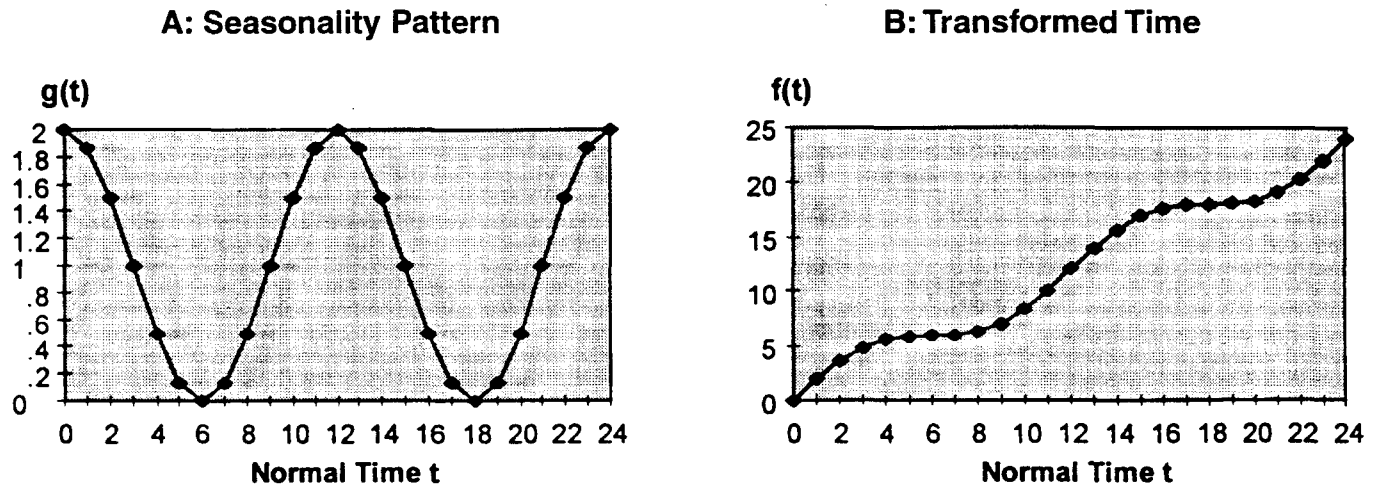 A: Seasonality Pattern
g(t)
2
1.8
1.6
1.4
1.2
1
.8
.6
.4
.2
0
0 2 4 6 8 10 12 14 16 18 20 22 24
Normal Time t
B: Transformed Time
f(t)
25
20
15
10
5
0
0 2 4 6 8 10 12 14 16 18 20 22 24
Normal Time t